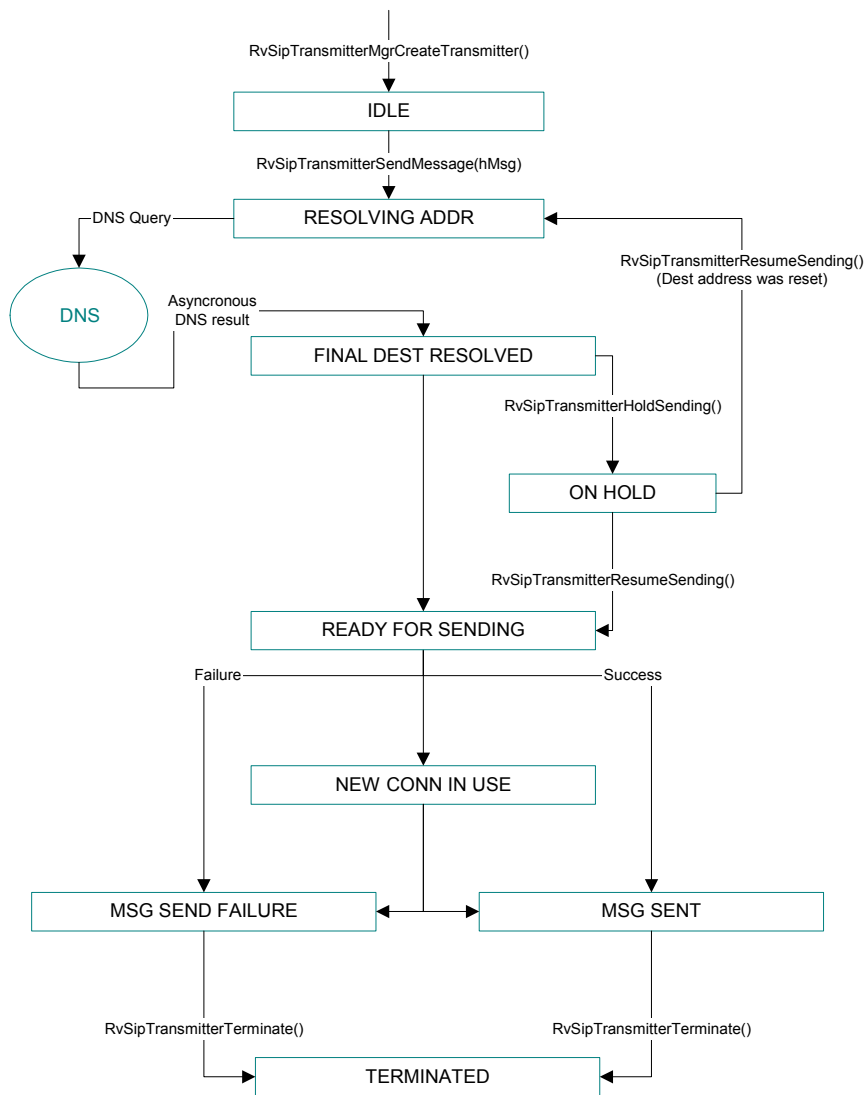 RvSipTransmitterMgrCreateTransmitter()
IDLE
RvSipTransmitterSendMessage(hMsg)
DNS Query
RESOLVING ADDR
RvSipTransmitterResumeSending()
(Dest address was reset)
DNS
Asyncronous
DNS result
FINAL DEST RESOLVED
RvSipTransmitterHoldSending()
ON HOLD
RvSipTransmitterResumeSending()
READY FOR SENDING
Failure
Success
NEW CONN IN USE
MSG SEND FAILURE
MSG SENT
RvSipTransmitterTerminate()
RvSipTransmitterTerminate()
TERMINATED